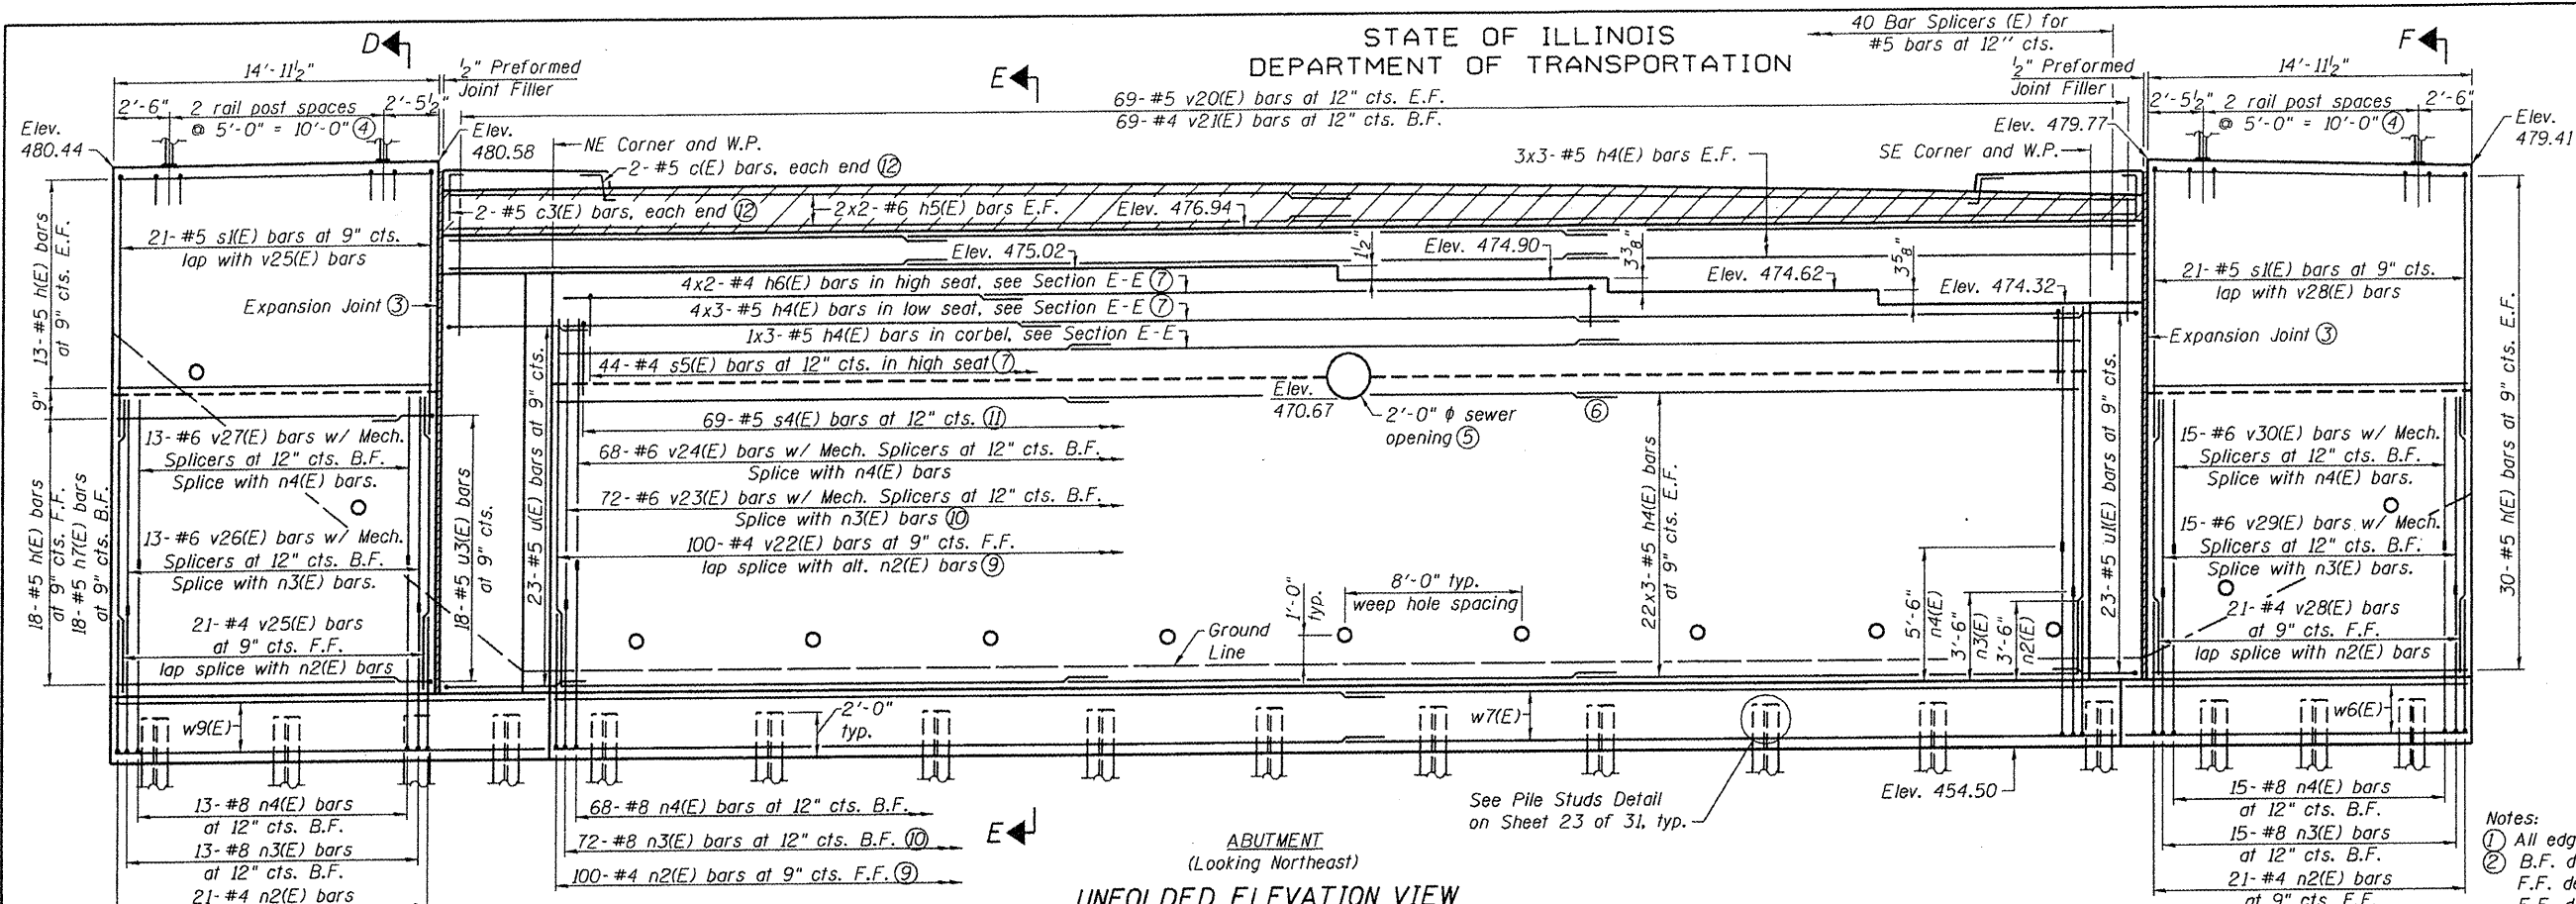 STATE OF ILLINOIS
DEPARTMENT OF TRANSPORTATION
40 Bar Splicers (E) for
#5 bars at 12" cts.
D
E
F
14'-11½"
½" Preformed
Joint Filler
2'-6"
2 rail post spaces
@ 5'-0" = 10'-0" ④
2'-5½"
Elev.
480.44
Elev.
480.58
NE Corner and W.P.
2- #5 c(E) bars, each end ⑫
69- #5 v20(E) bars at 12" cts. E.F.
69- #4 v21(E) bars at 12" cts. B.F.
½" Preformed
Joint Filler
14'-11½"
2'-5½"
2 rail post spaces
@ 5'-0" = 10'-0" ④
2'-6"
Elev. 479.77
Elev.
479.41
3x3- #5 h4(E) bars E.F.
SE Corner and W.P.
2- #5 c3(E) bars, each end ⑫
2x2- #6 h5(E) bars E.F.
Elev. 476.94
13- #5 h(E) bars
at 9" cts. E.F.
21- #5 s1(E) bars at 9" cts.
lap with v25(E) bars
Expansion Joint ③
Elev. 475.02
1½"
Elev. 474.90
3⅜"
Elev. 474.62
3⅝"
Elev. 474.32
4x2- #4 h6(E) bars in high seat, see Section E-E ⑦
4x3- #5 h4(E) bars in low seat, see Section E-E ⑦
1x3- #5 h4(E) bars in corbel, see Section E-E
44- #4 s5(E) bars at 12" cts. in high seat ⑦
21- #5 s1(E) bars at 9" cts.
lap with v28(E) bars
Expansion Joint ③
Elev.
470.67
2'-0" ϕ sewer
opening ⑤
⑥
9"
69- #5 s4(E) bars at 12" cts. ⑪
68- #6 v24(E) bars w/ Mech. Splicers at 12" cts. B.F.
Splice with n4(E) bars
72- #6 v23(E) bars w/ Mech. Splicers at 12" cts. B.F.
Splice with n3(E) bars ⑩
100- #4 v22(E) bars at 9" cts. F.F.
lap splice with alt. n2(E) bars ⑨
13- #6 v27(E) bars w/ Mech.
Splicers at 12" cts. B.F.
Splice with n4(E) bars.
13- #6 v26(E) bars w/ Mech.
Splicers at 12" cts. B.F.
Splice with n3(E) bars.
21- #4 v25(E) bars
at 9" cts. F.F.
lap splice with n2(E) bars
18- #5 h(E) bars
at 9" cts. F.F.
18- #5 h7(E) bars
at 9" cts. B.F.
18- #5 u3(E) bars
at 9" cts.
23- #5 u(E) bars at 9" cts.
22x3- #5 h4(E) bars
at 9" cts. E.F.
23- #5 u1(E) bars at 9" cts.
30- #5 h(E) bars at 9" cts. E.F.
15- #6 v30(E) bars w/ Mech.
Splicers at 12" cts. B.F.
Splice with n4(E) bars.
15- #6 v29(E) bars w/ Mech.
Splicers at 12" cts. B.F.
Splice with n3(E) bars.
21- #4 v28(E) bars
at 9" cts. F.F.
lap splice with n2(E) bars
1'-0"
typ.
8'-0" typ.
weep hole spacing
Ground
Line
5'-6"
n4(E)
3'-6"
n3(E)
3'-6"
n2(E)
w9(E)
2'-0"
typ.
w7(E)
w6(E)
13- #8 n4(E) bars
at 12" cts. B.F.
13- #8 n3(E) bars
at 12" cts. B.F.
21- #4 n2(E) bars
68- #8 n4(E) bars at 12" cts. B.F.
72- #8 n3(E) bars at 12" cts. B.F. ⑩
100- #4 n2(E) bars at 9" cts. F.F. ⑨
E
See Pile Studs Detail
on Sheet 23 of 31, typ.
Elev. 454.50
15- #8 n4(E) bars
at 12" cts. B.F.
15- #8 n3(E) bars
at 12" cts. B.F.
21- #4 n2(E) bars
at 9" cts. F.F.
ABUTMENT
(Looking Northeast)
UNFOLDED ELEVATION VIEW
Notes:
① All edg
② B.F. d
F.F. de